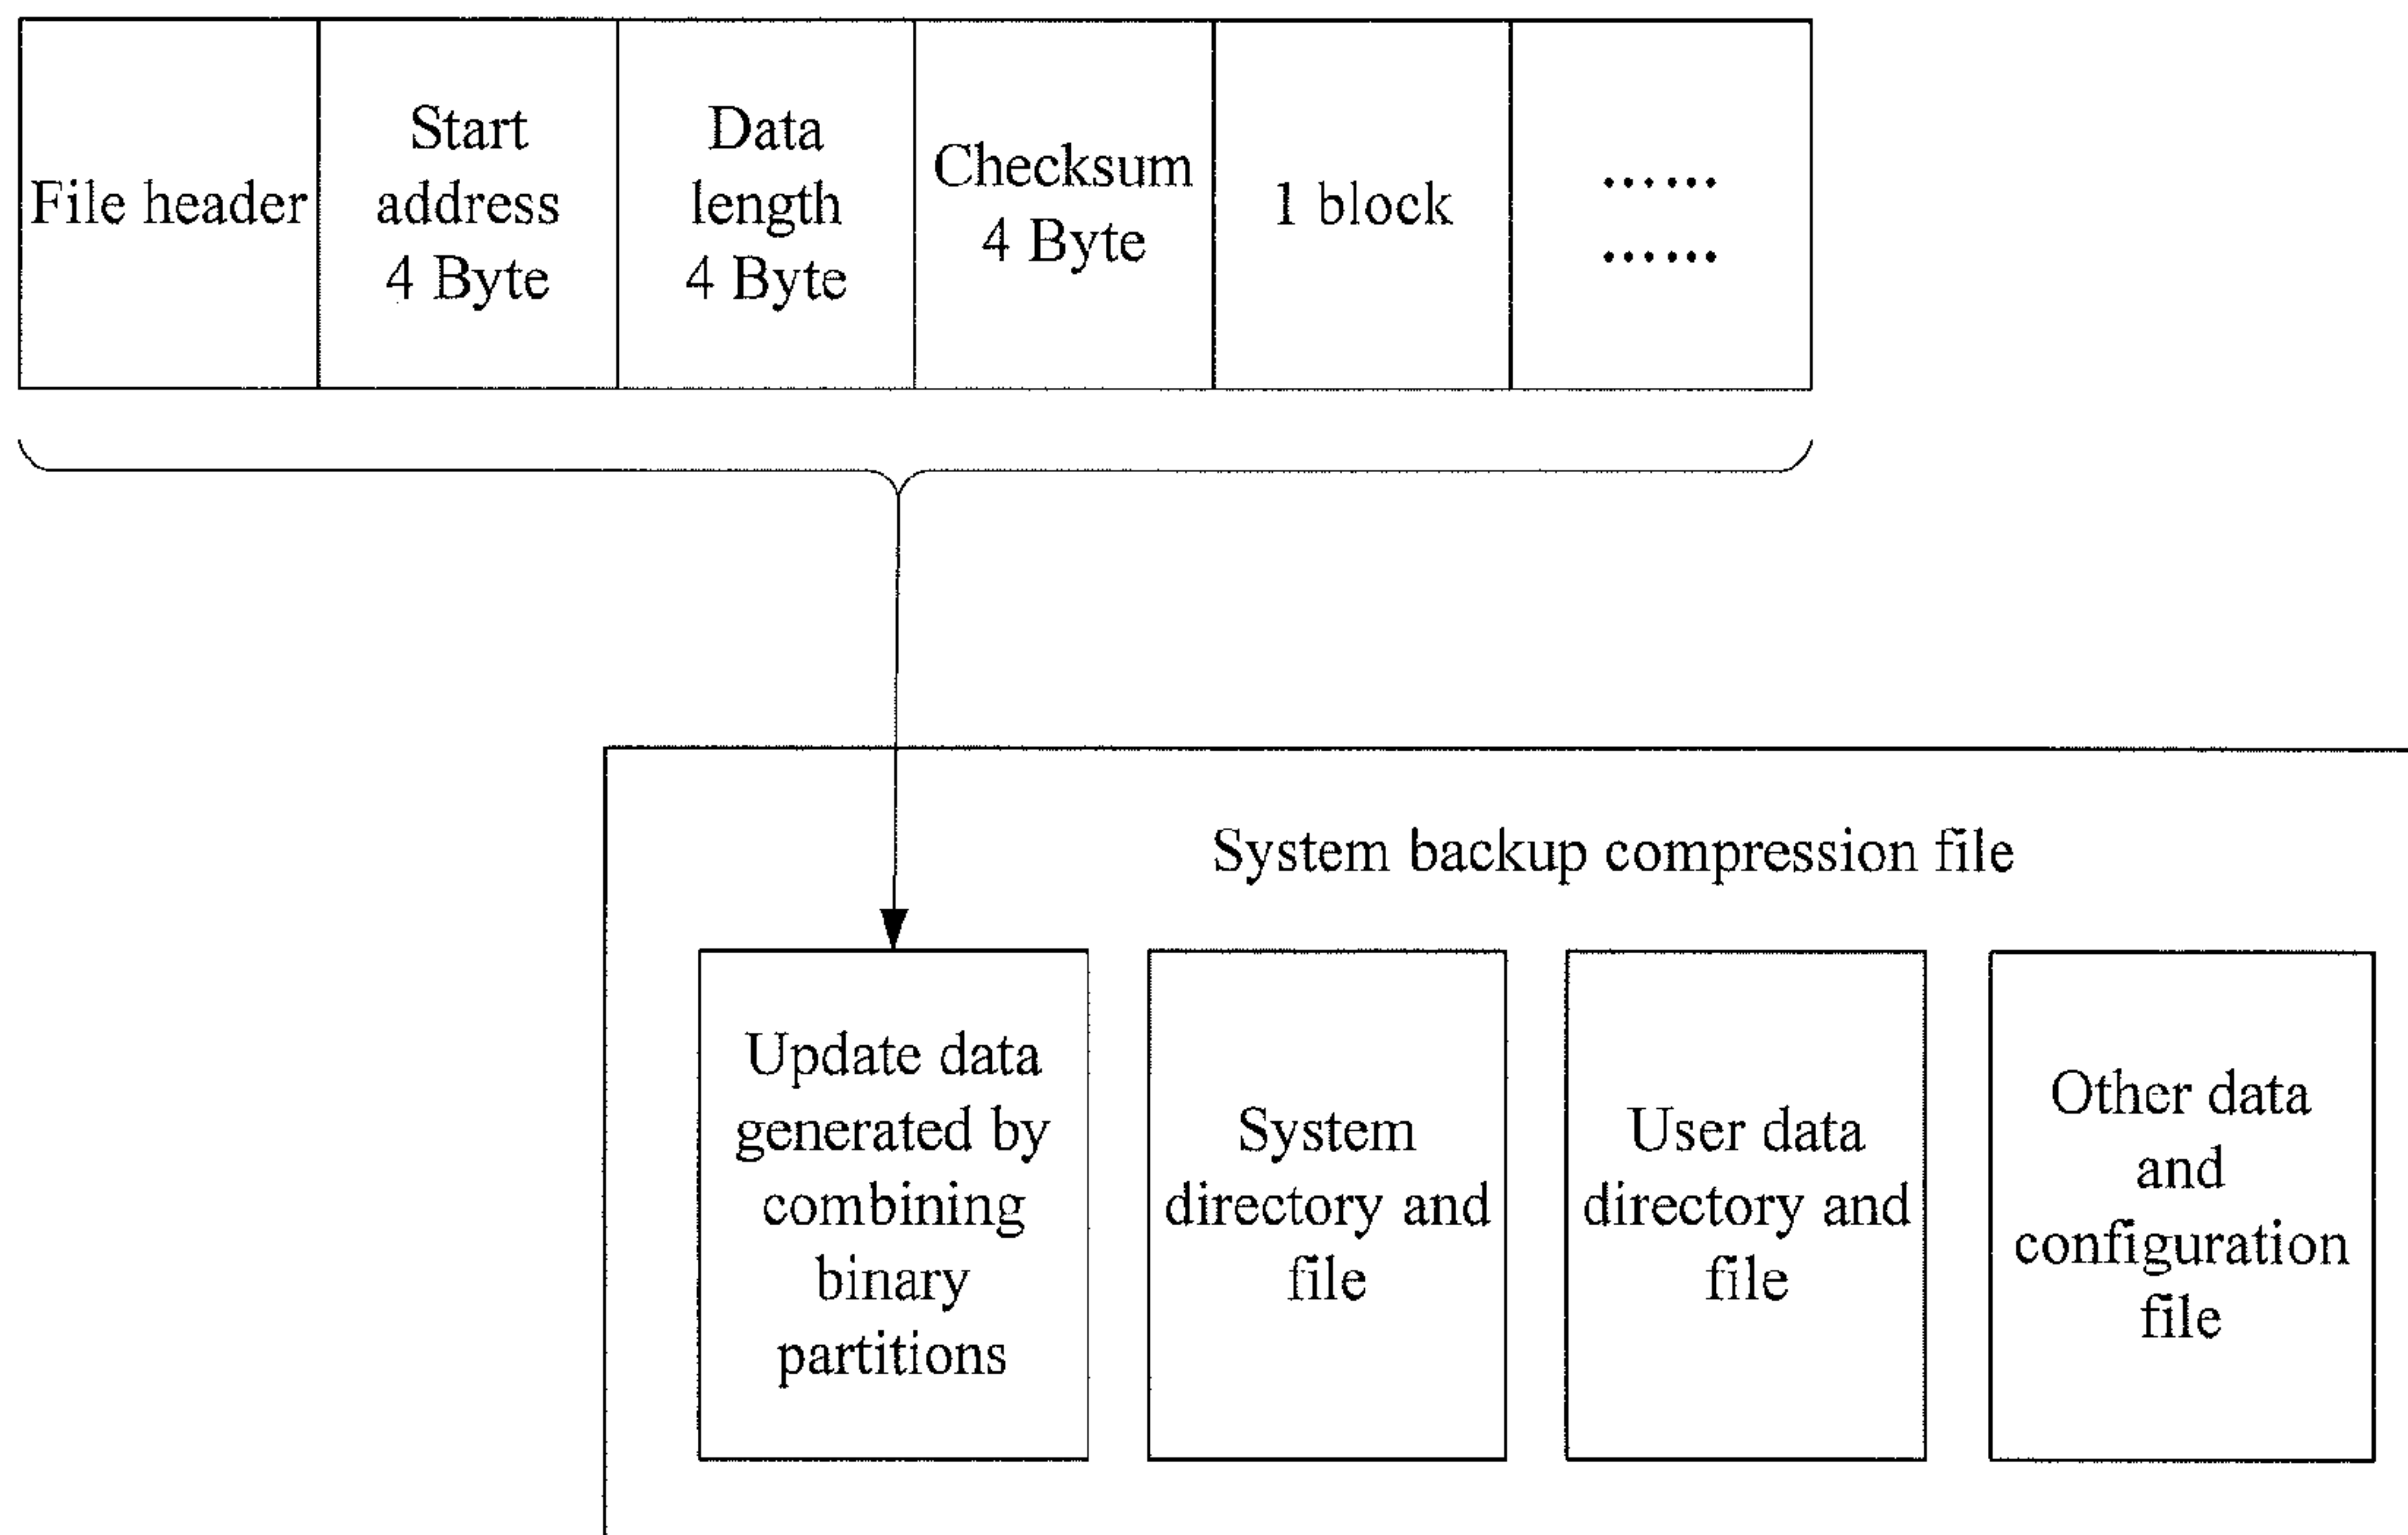 File header
Start
address
4 Byte
Data
length
4 Byte
Checksum
4 Byte
1 block
......
......
System backup compression file
Update data
generated by
combining
binary
partitions
System
directory and
file
User data
directory and
file
Other data
and
configuration
file